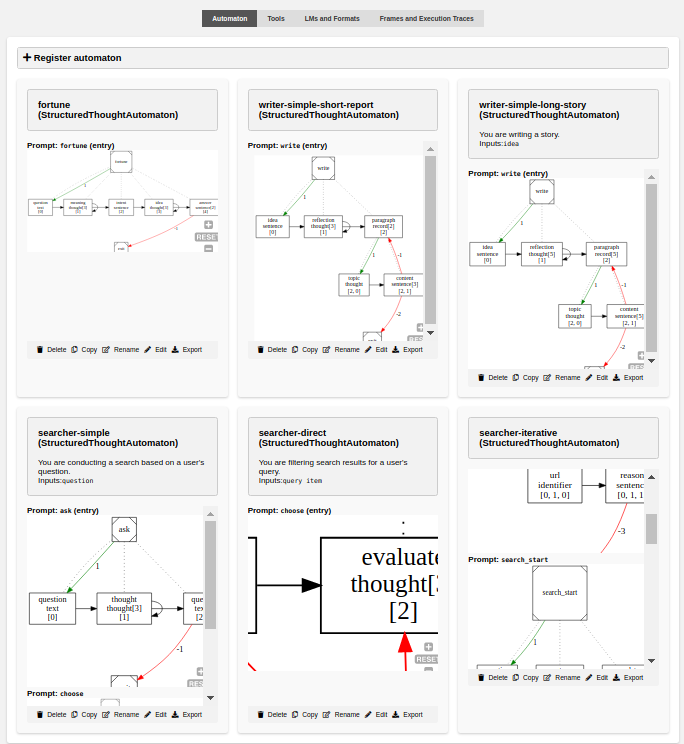 Automaton
Tools
LMs and Formats
Frames and Execution Traces
Register automaton
fortune
(StructuredThoughtAutomaton)
Prompt: fortune (entry)
fortune
1
question
text
[0]
meaning
thought[3]
[1]
intent
sentence
[2]
idea
thought[3]
[3]
answer
sentence[2]
[4]
-1
exit
RESET
Delete Copy Rename Edit Export
writer-simple-short-report
(StructuredThoughtAutomaton)
Prompt: write (entry)
write
1
idea
sentence
[0]
reflection
thought[3]
[1]
paragraph
record[2]
[2]
1
-1
topic
thought
[2, 0]
content
sentence[3]
[2, 1]
-2
Delete Copy Rename Edit Export
writer-simple-long-story
(StructuredThoughtAutomaton)
You are writing a story.
Inputs:idea
Prompt: write (entry)
write
1
idea
sentence
[0]
reflection
thought[5]
[1]
paragraph
record[5]
[2]
1
-1
topic
thought
[2, 0]
content
sentence[5]
[2, 1]
-2
Delete Copy Rename Edit Export
searcher-simple
(StructuredThoughtAutomaton)
You are conducting a search based on a user's
question.
Inputs:question
Prompt: ask (entry)
ask
1
question
text
[0]
thought
thought[3]
[1]
que
tex
[2
-1
Prompt: choose
Delete Copy Rename Edit Export
searcher-direct
(StructuredThoughtAutomaton)
You are filtering search results for a user's
query.
Inputs:query item
Prompt: choose (entry)
evaluate
thought[
[2]
RESET
Delete Copy Rename Edit Export
searcher-iterative
(StructuredThoughtAutomaton)
url
identifier
[0, 1, 0]
reason
sentenc
[0, 1, 1
-3
Prompt: search_start
search_start
1
Delete Copy Rename Edit Export